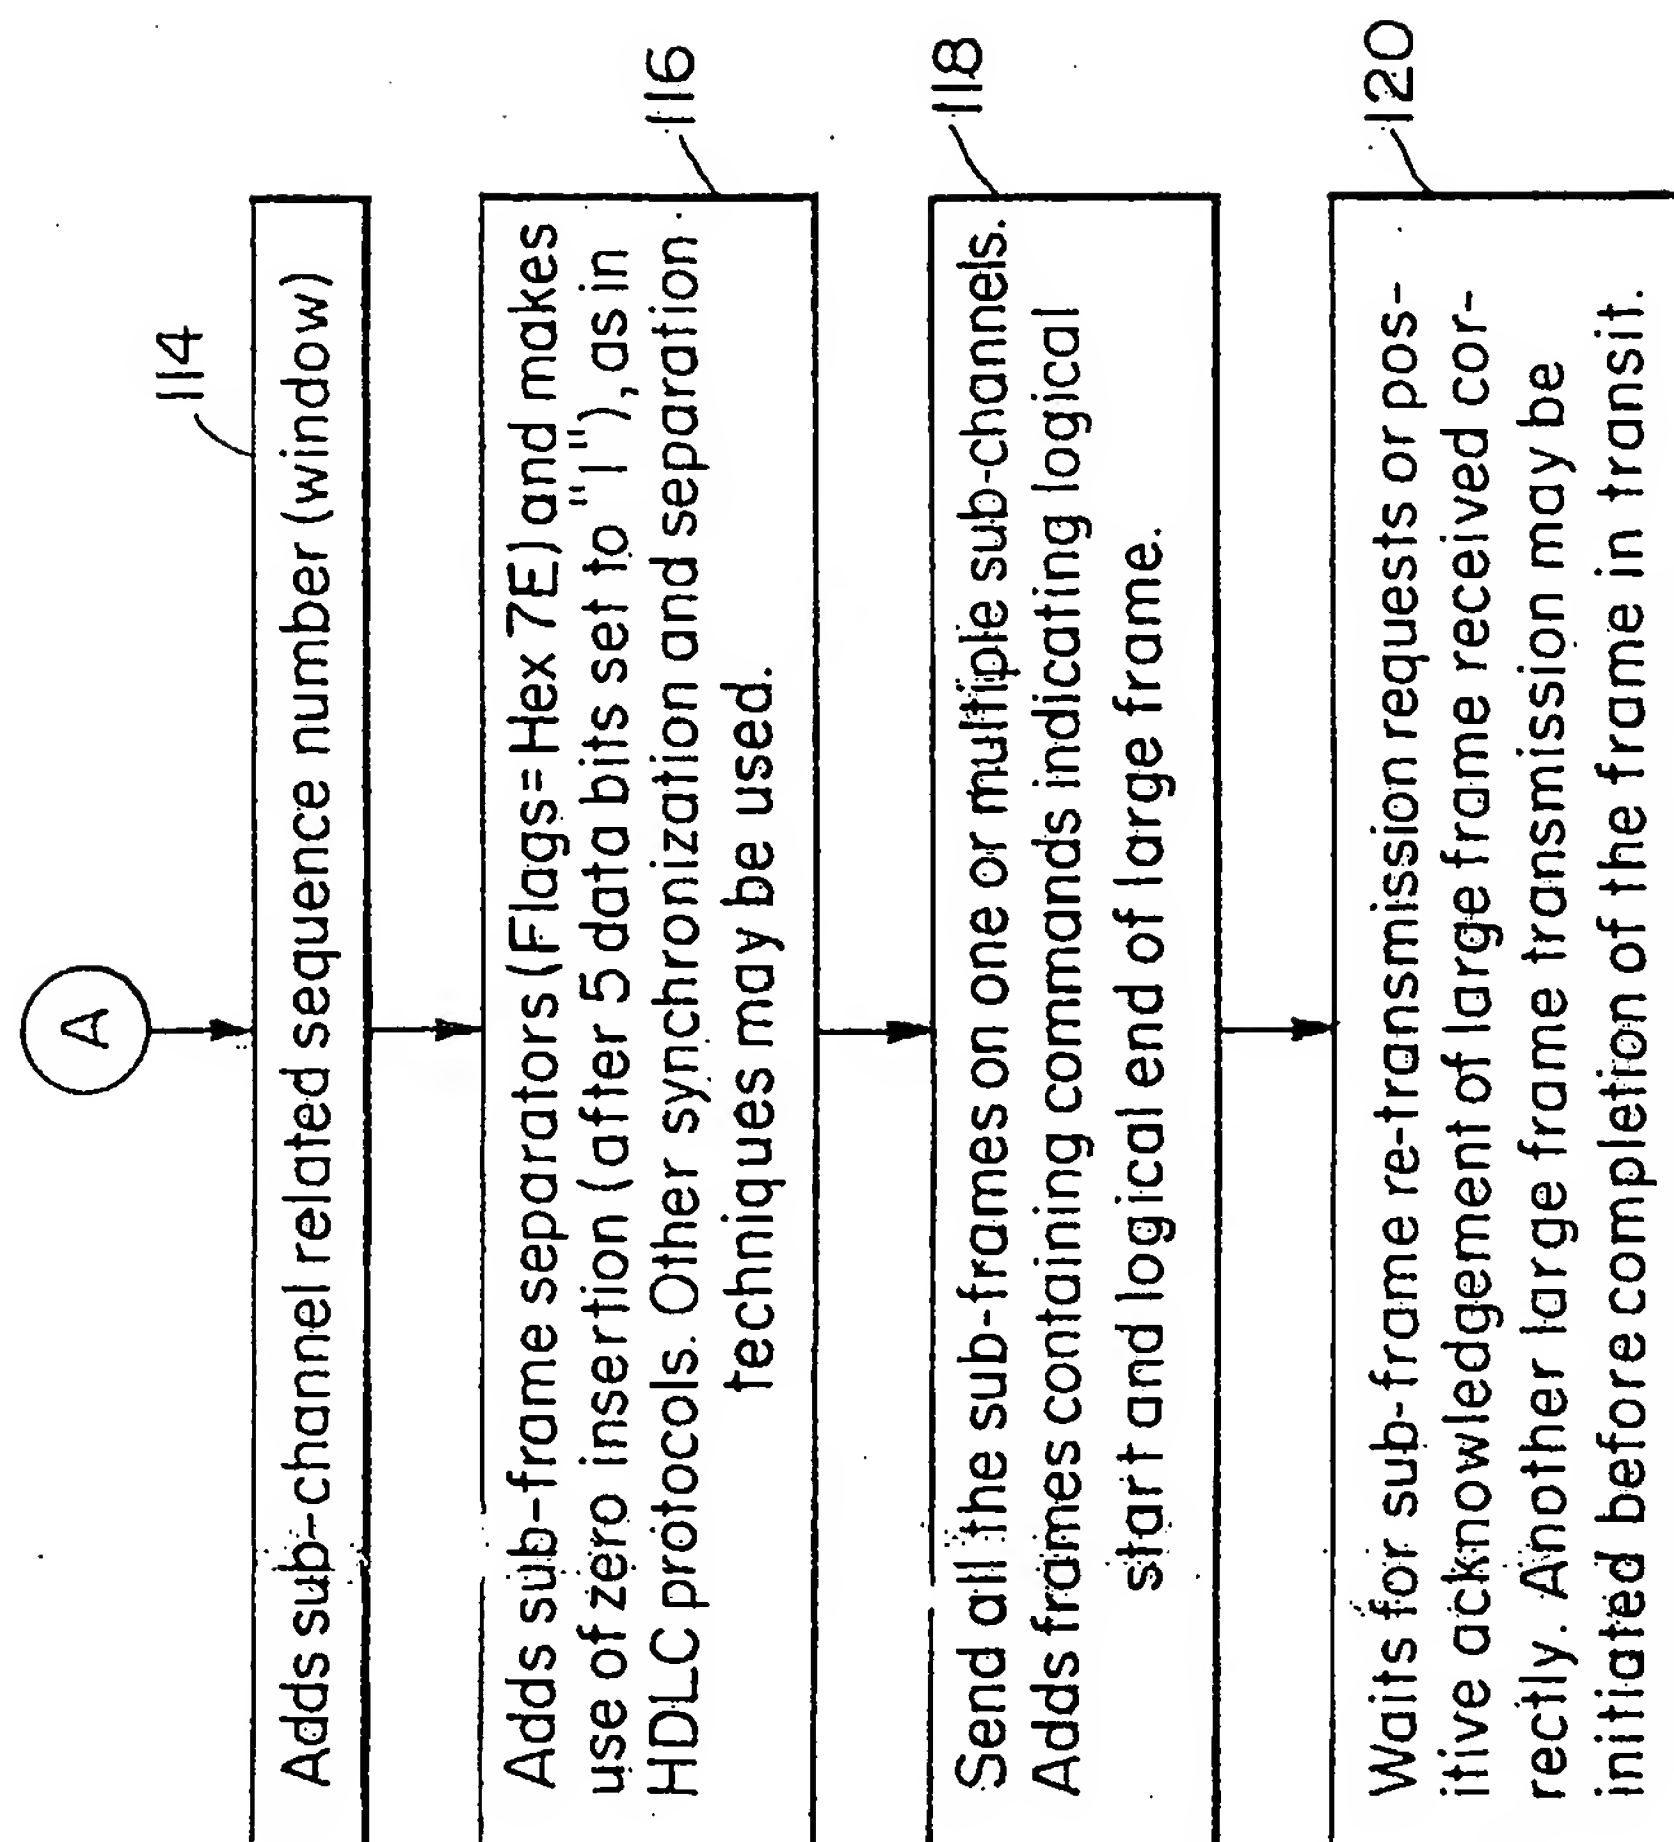 A
114
Adds sub-channel related sequence number (window)
116
Adds sub-frame separators (Flags=Hex 7E) and makes
use of zero insertion (after 5 data bits set to "1"), as in
HDLC protocols. Other synchronization and separation
techniques may be used.
118
Send all the sub-frames on one or multiple sub-channels.
Adds frames containing commands indicating logical
start and logical end of large frame.
120
Waits for sub-frame re-transmission requests or pos-
itive acknowledgement of large frame received cor-
rectly. Another large frame transmission may be
initiated before completion of the frame in transit.